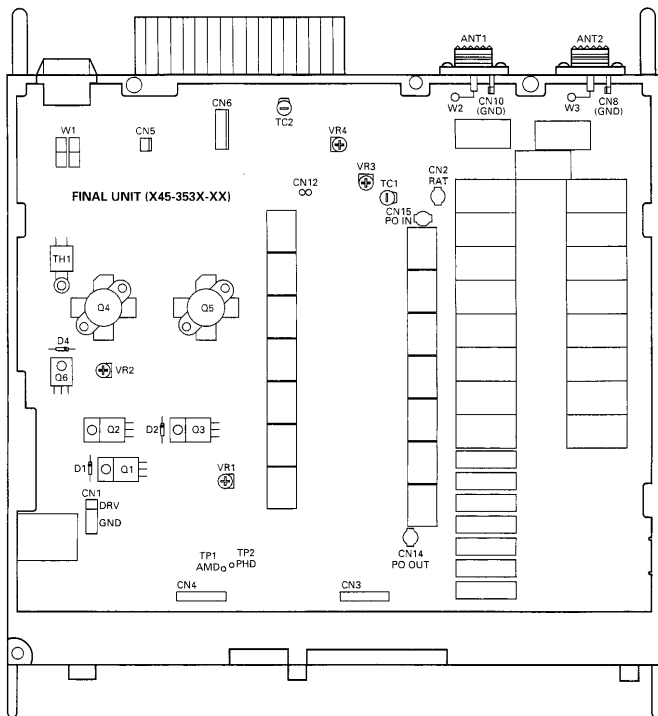 ANT1
ANT2
CN6
TC2
W2
CN10
(GND)
W3
CN8
(GND)
W1
CN5
VR4
VR3
TC1
CN2
RAT
CN12
FINAL UNIT (X45-353X-XX)
CN15
PO IN
TH1
Q4
Q5
D4
Q6
VR2
Q2
D2
Q3
D1
Q1
VR1
CN1
DRV
GND
TP1
AMD
TP2
PHD
CN14
PO OUT
CN4
CN3